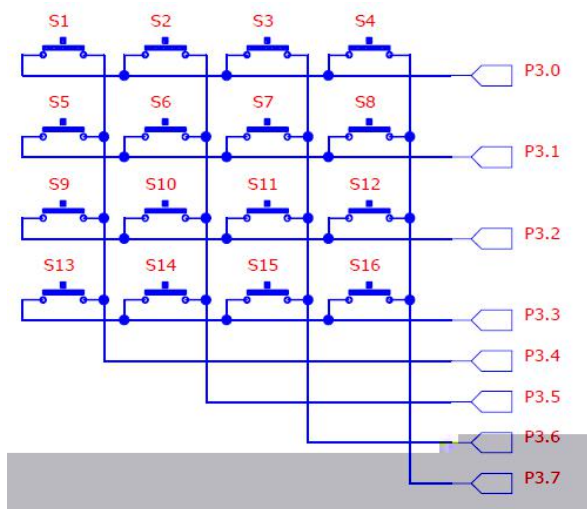 S1 S2 S3 S4
P3.0
S5 S6 S7 S8
P3.1
S9 S10 S11 S12
P3.2
S13 S14 S15 S16
P3.3
P3.4
P3.5
P3.6
P3.7